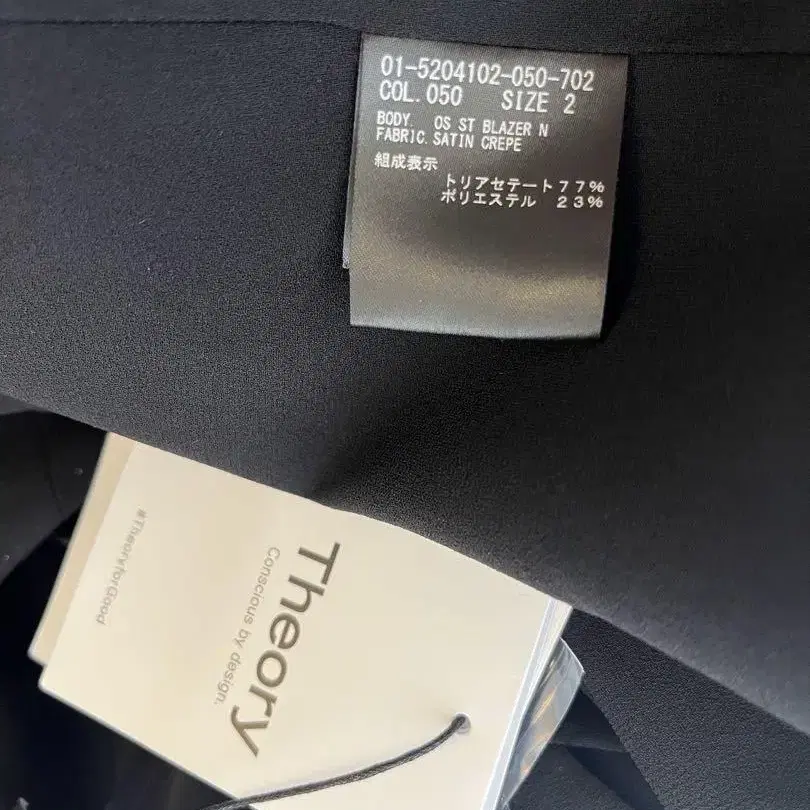 01-5204102-050-702
COL.050 SIZE 2
BODY. OS ST BLAZER N
FABRIC.SATIN CREPE
組成表示
トリアセテート77%
ポリエステル 23%
Theory
Conscious by design.
#TheoryforGood